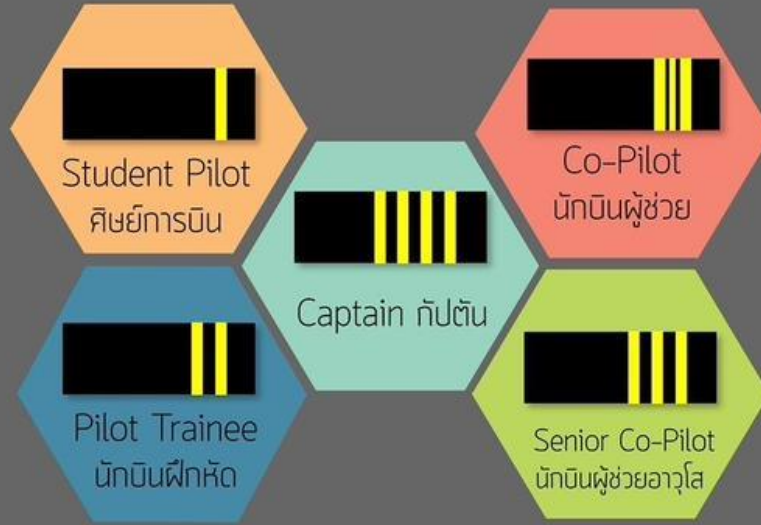 Student Pilot
ศิษย์การบิน
Co-Pilot
นักบินผู้ช่วย
Captain กัปตัน
Pilot Trainee
นักบินฝึกหัด
Senior Co-Pilot
นักบินผู้ช่วยอาวุโส